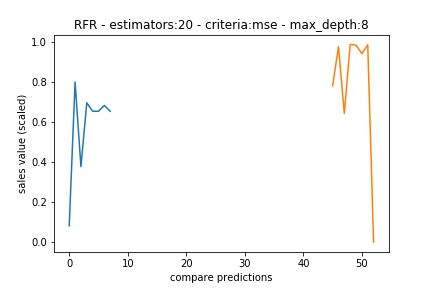 RFR - estimators:20 - criteria:mse - max_depth:8
1.0
0.8
0.6
0.4
0.2
0.0
sales value (scaled)
0 10 20 30 40 50
compare predictions